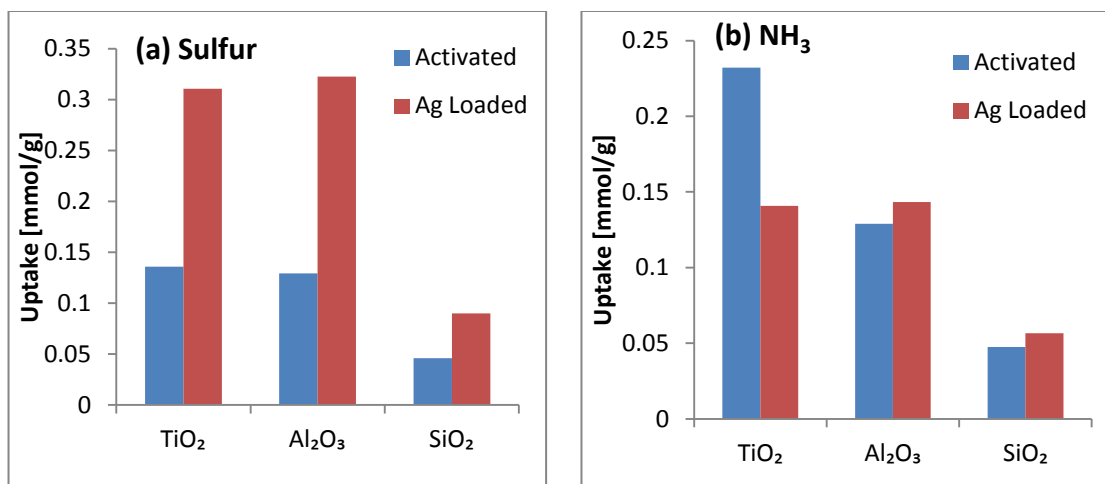 (a) Sulfur
Activated
Ag Loaded
Uptake [mmol/g]
0.35
0.3
0.25
0.2
0.15
0.1
0.05
0
TiO₂ Al₂O₃ SiO₂
(b) NH₃
Activated
Ag Loaded
Uptake [mmol/g]
0.25
0.2
0.15
0.1
0.05
0
TiO₂ Al₂O₃ SiO₂